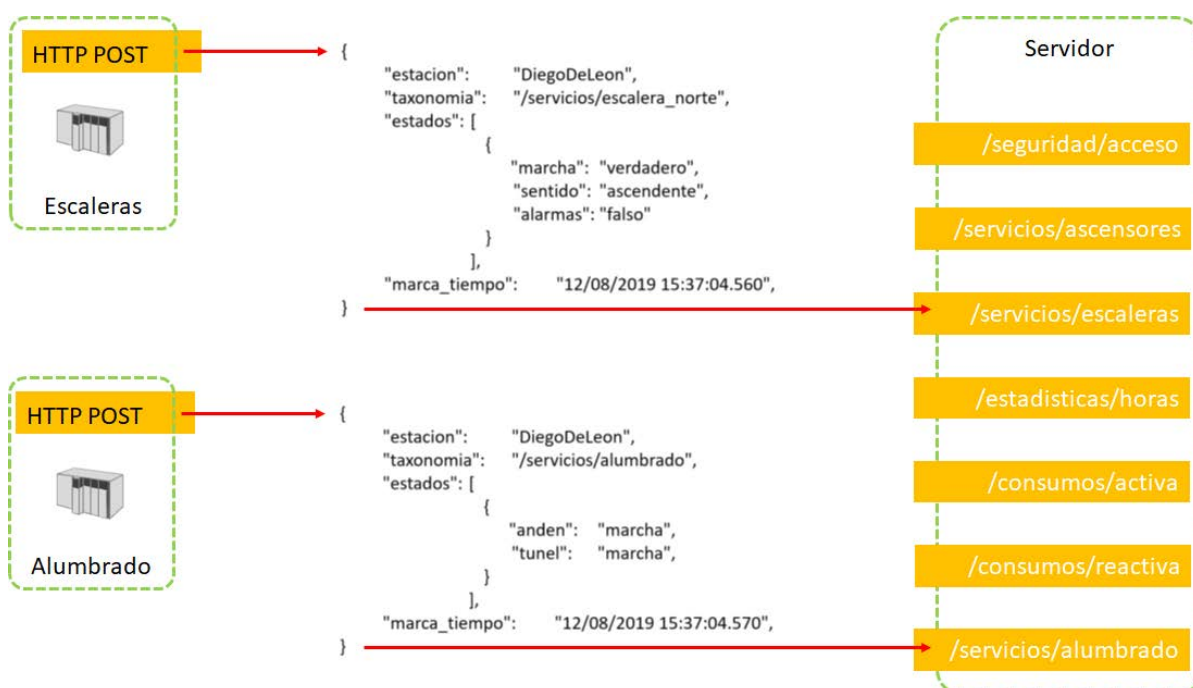 HTTP POST
Escaleras
{
"estacion": "DiegoDeLeon",
"taxonomia": "/servicios/escalera_norte",
"estados": [
{
"marcha": "verdadero",
"sentido": "ascendente",
"alarmas": "falso"
}
],
"marca_tiempo": "12/08/2019 15:37:04.560",
}
HTTP POST
Alumbrado
{
"estacion": "DiegoDeLeon",
"taxonomia": "/servicios/alumbrado",
"estados": [
{
"anden": "marcha",
"tunel": "marcha",
}
],
"marca_tiempo": "12/08/2019 15:37:04.570",
}
Servidor
/seguridad/acceso
/servicios/ascensores
/servicios/escaleras
/estadisticas/horas
/consumos/activa
/consumos/reactiva
/servicios/alumbrado